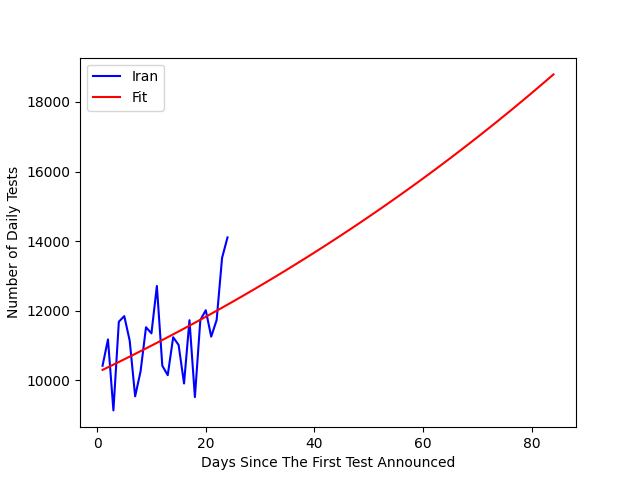 Iran
Fit
18000
16000
14000
12000
10000
Number of Daily Tests
0 20 40 60 80
Days Since The First Test Announced